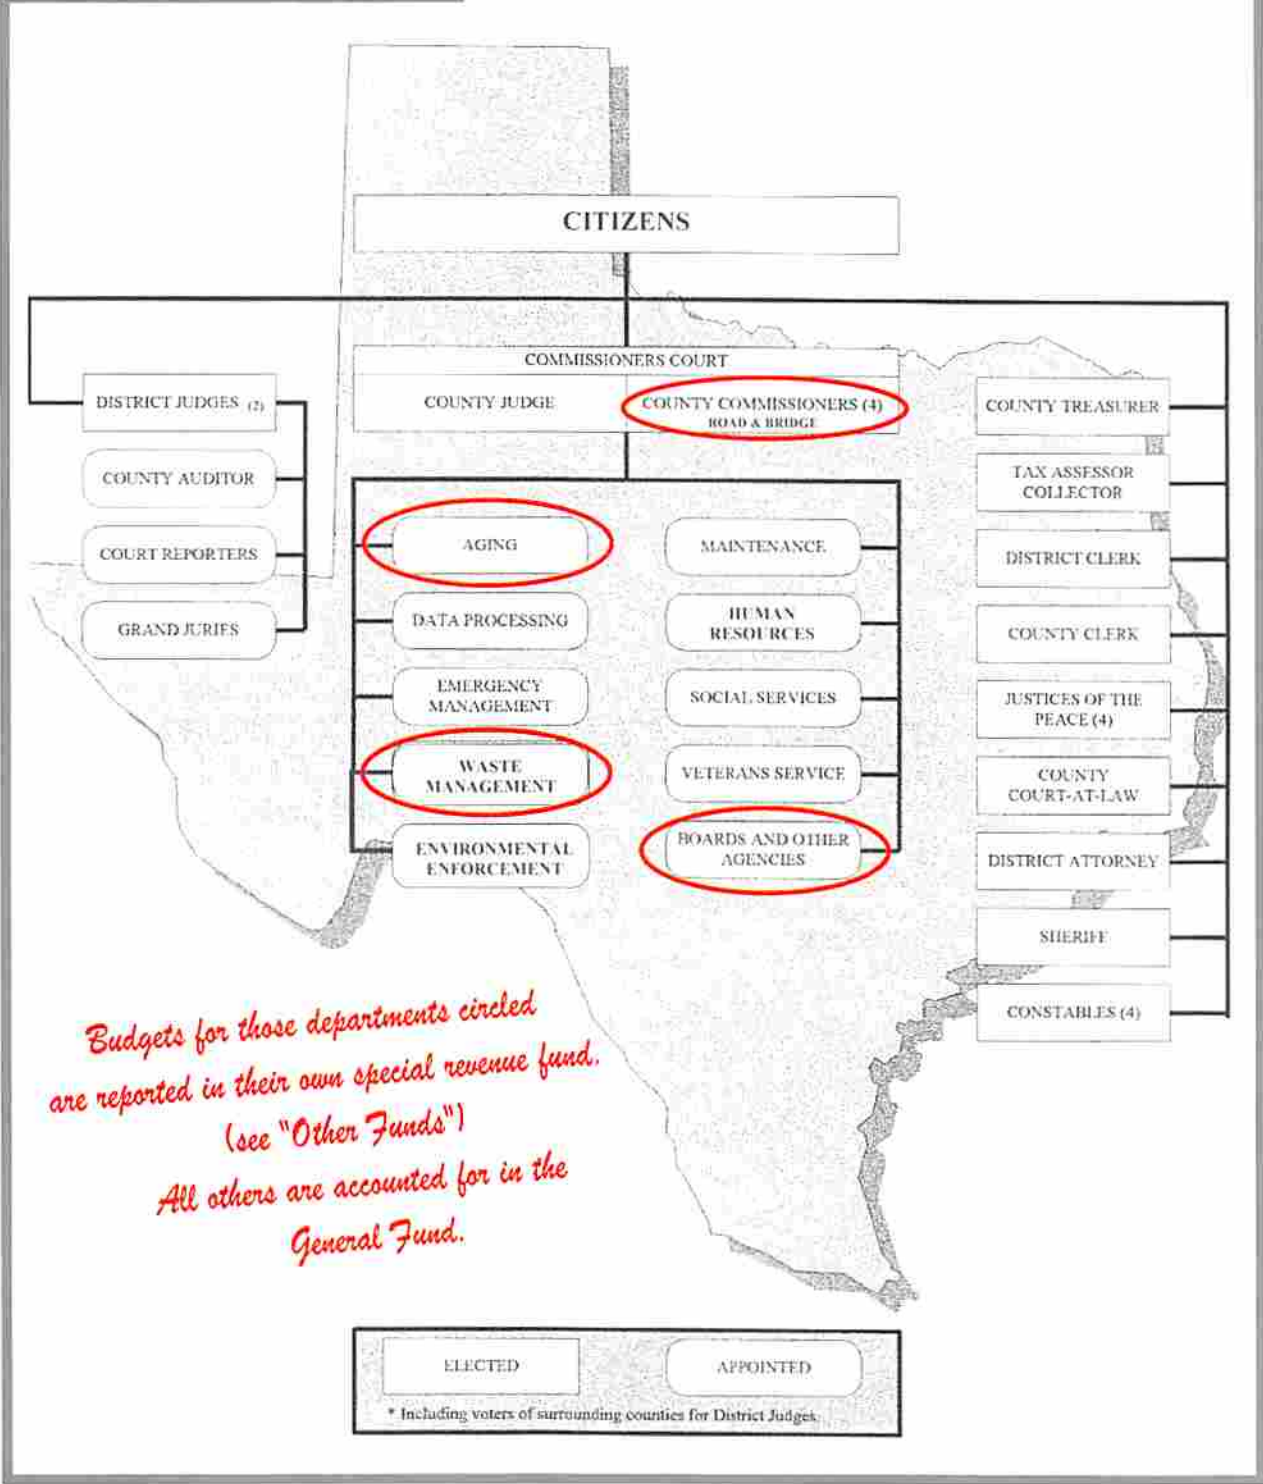 CITIZENS
COMMISSIONERS COURT
COUNTY JUDGE
COUNTY COMMISSIONERS (4)
ROAD & BRIDGE
DISTRICT JUDGES (2)
COUNTY AUDITOR
COURT REPORTERS
GRAND JURIES
AGING
DATA PROCESSING
EMERGENCY
MANAGEMENT
WASTE
MANAGEMENT
ENVIRONMENTAL
ENFORCEMENT
MAINTENANCE
HUMAN
RESOURCES
SOCIAL SERVICES
VETERANS SERVICE
BOARDS AND OTHER
AGENCIES
COUNTY TREASURER
TAX ASSESSOR
COLLECTOR
DISTRICT CLERK
COUNTY CLERK
JUSTICES OF THE
PEACE (4)
COUNTY
COURT-AT-LAW
DISTRICT ATTORNEY
SHERIFF
CONSTABLES (4)
Budgets for those departments circled
are reported in their own special revenue fund.
(see "Other Funds")
All others are accounted for in the
General Fund.
ELECTED
APPOINTED
* Including voters of surrounding counties for District Judges.